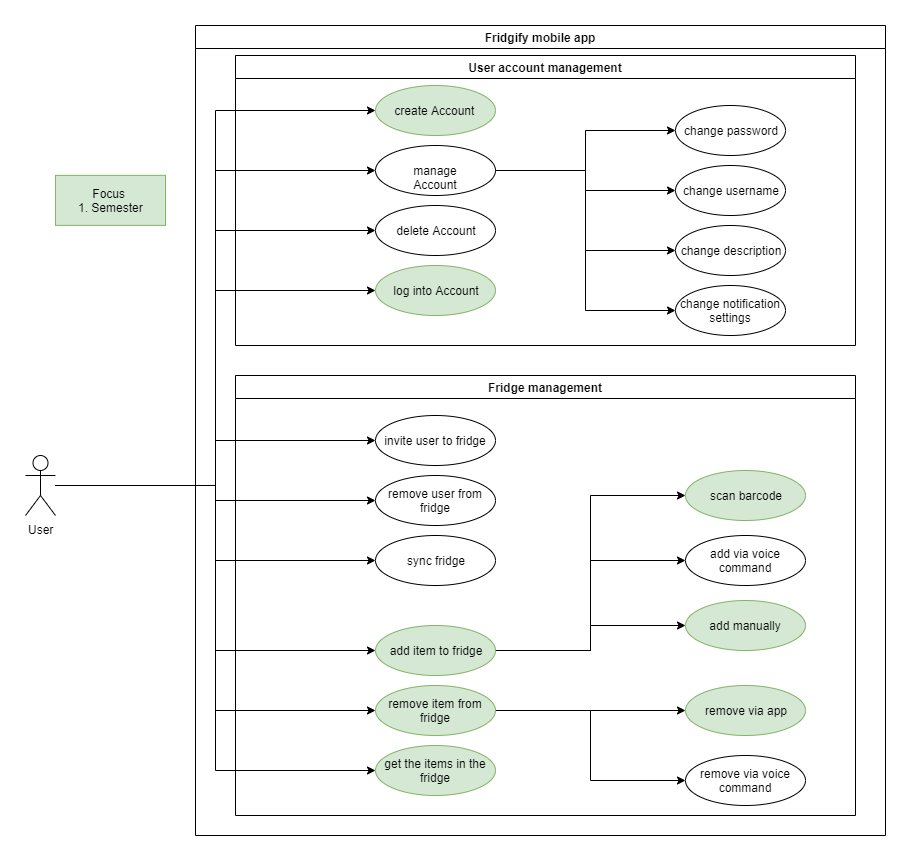 Fridgify mobile app
User account management
create Account
manage
Account
delete Account
log into Account
change password
change username
change description
change notification
settings
Focus
1. Semester
Fridge management
invite user to fridge
remove user from
fridge
sync fridge
add item to fridge
remove item from
fridge
get the items in the
fridge
scan barcode
add via voice
command
add manually
remove via app
remove via voice
command
User